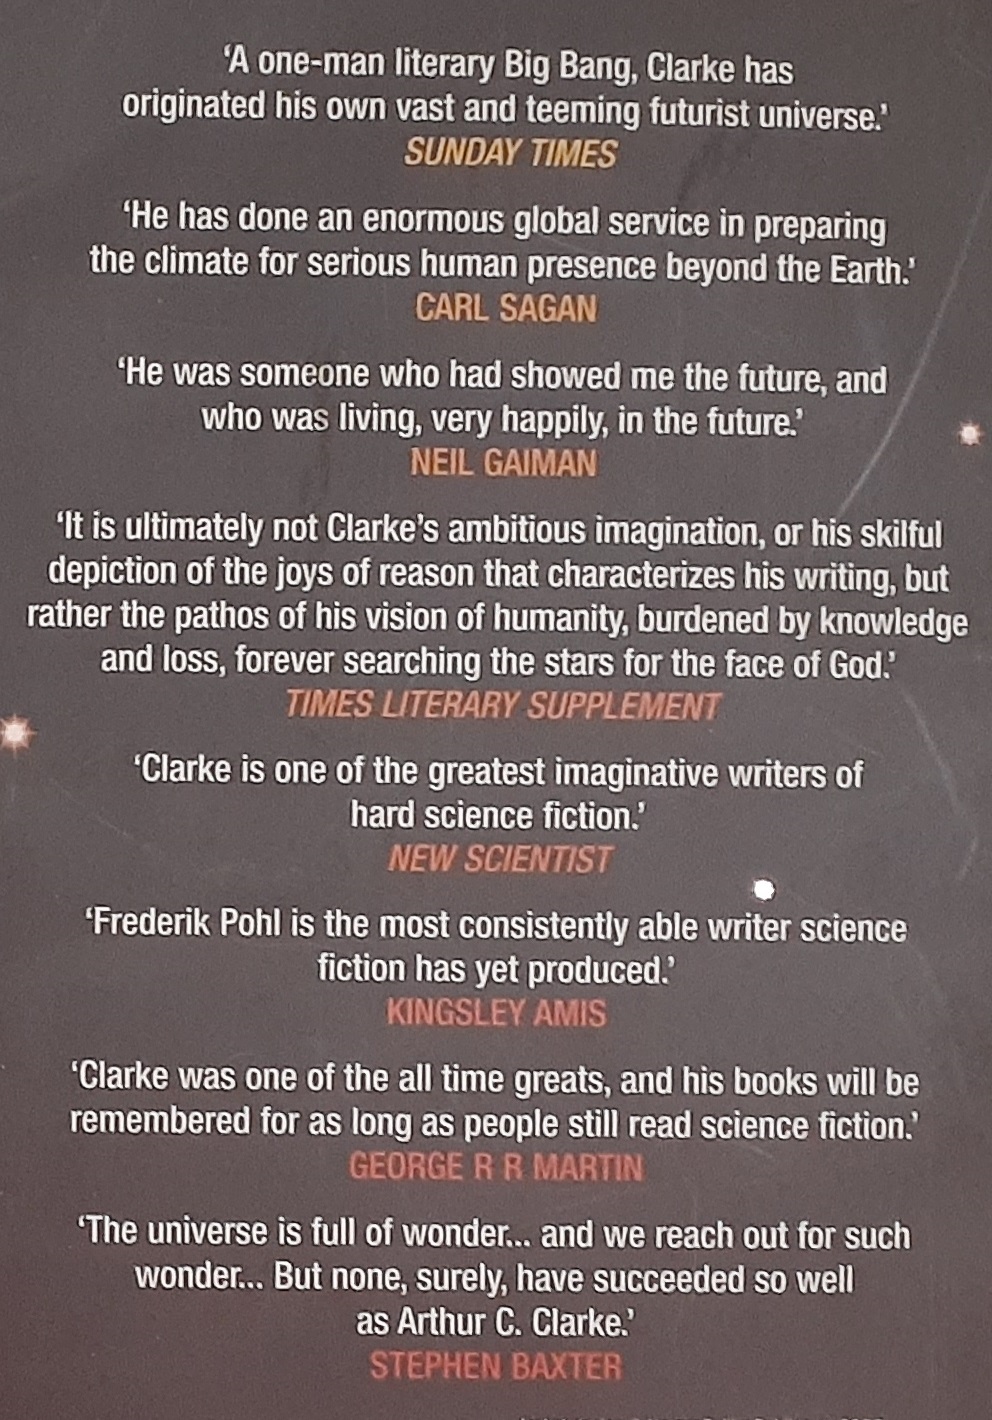 ‘A one-man literary Big Bang, Clarke has
originated his own vast and teeming futurist universe.’
SUNDAY TIMES
‘He has done an enormous global service in preparing
the climate for serious human presence beyond the Earth.’
CARL SAGAN
‘He was someone who had showed me the future, and
who was living, very happily, in the future.’
NEIL GAIMAN
‘It is ultimately not Clarke’s ambitious imagination, or his skilful
depiction of the joys of reason that characterizes his writing, but
rather the pathos of his vision of humanity, burdened by knowledge
and loss, forever searching the stars for the face of God.’
TIMES LITERARY SUPPLEMENT
‘Clarke is one of the greatest imaginative writers of
hard science fiction.’
NEW SCIENTIST
‘Frederik Pohl is the most consistently able writer science
fiction has yet produced.’
KINGSLEY AMIS
‘Clarke was one of the all time greats, and his books will be
remembered for as long as people still read science fiction.’
GEORGE R R MARTIN
‘The universe is full of wonder... and we reach out for such
wonder... But none, surely, have succeeded so well
as Arthur C. Clarke.’
STEPHEN BAXTER